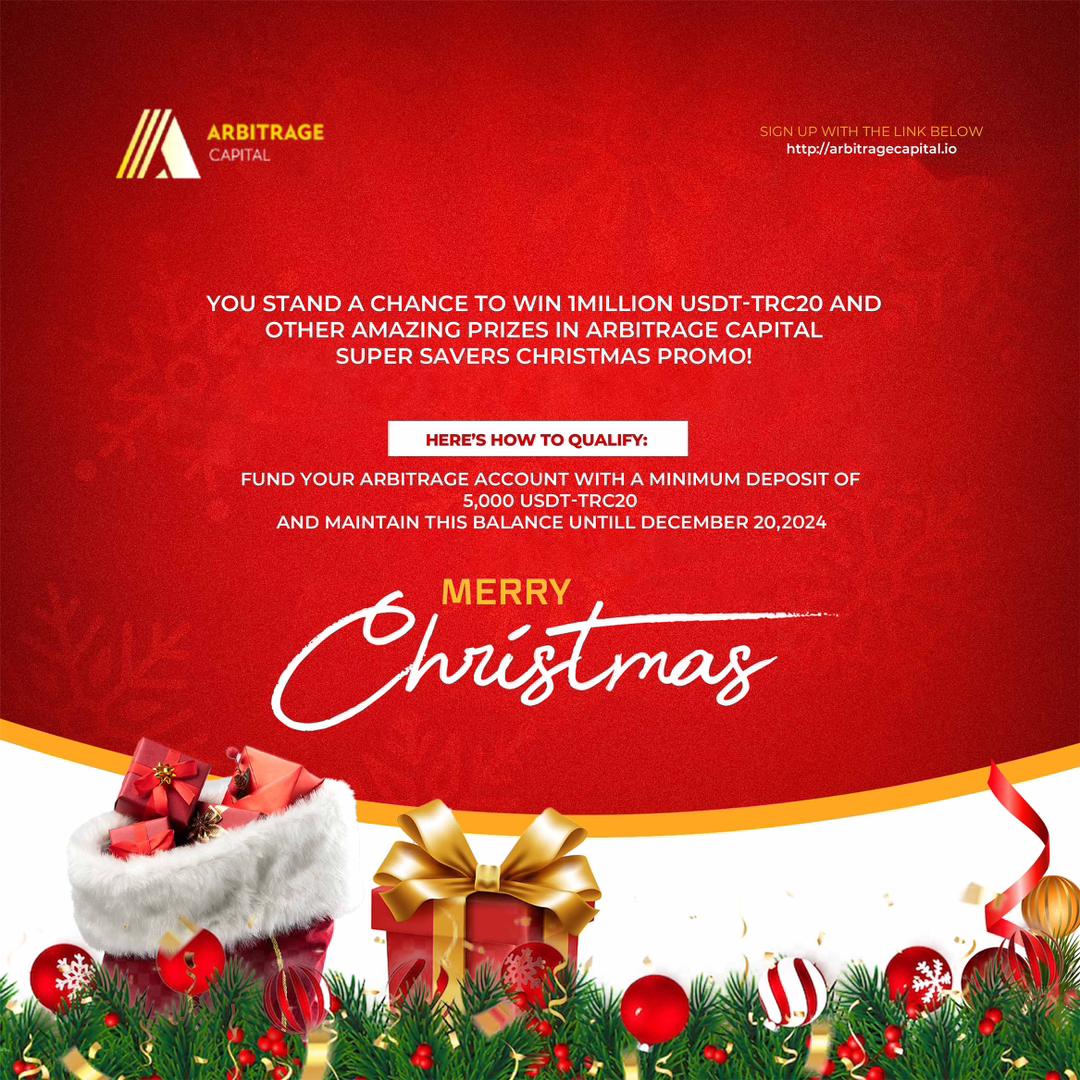 ARBITRAGE
CAPITAL
SIGN UP WITH THE LINK BELOW
http://arbitragecapital.io
YOU STAND A CHANCE TO WIN 1MILLION USDT-TRC20 AND
OTHER AMAZING PRIZES IN ARBITRAGE CAPITAL
SUPER SAVERS CHRISTMAS PROMO!
HERE'S HOW TO QUALIFY:
FUND YOUR ARBITRAGE ACCOUNT WITH A MINIMUM DEPOSIT OF
5,000 USDT-TRC20
AND MAINTAIN THIS BALANCE UNTILL DECEMBER 20,2024
MERRY
Christmas